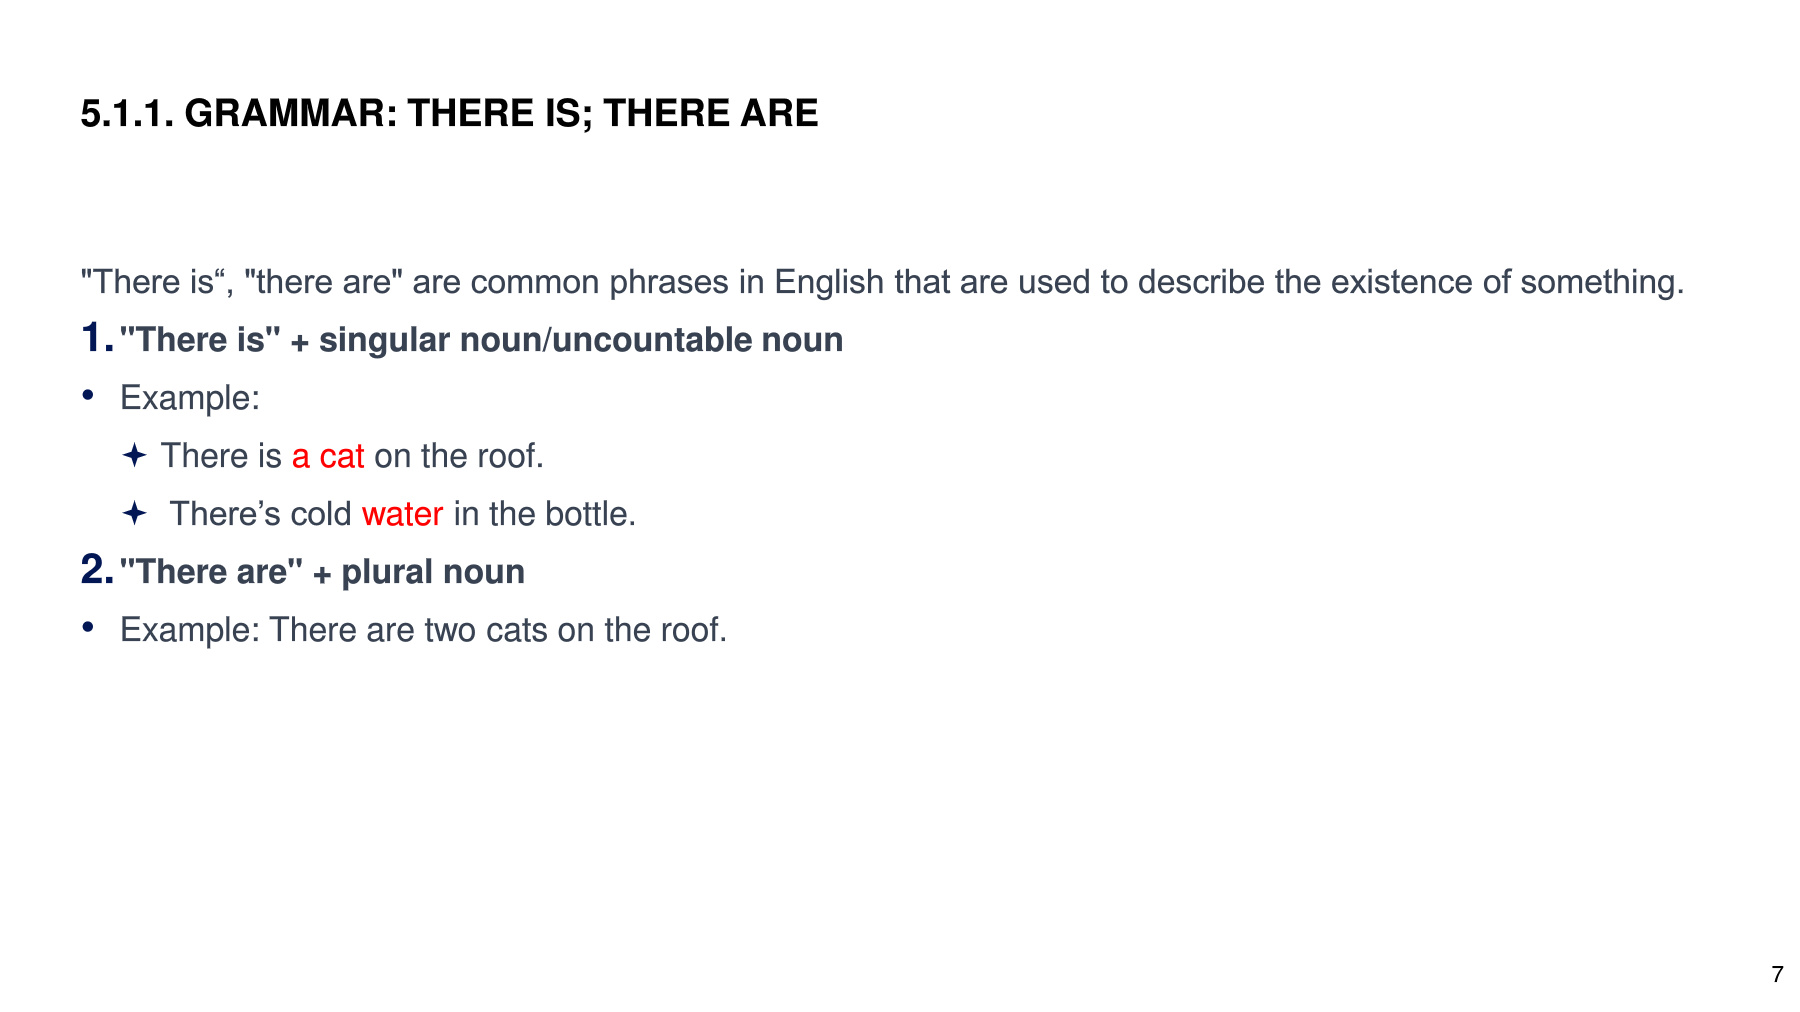 5.1.1. GRAMMAR: THERE IS; THERE ARE
"There is“, "there are" are common phrases in English that are used to describe the existence of something.
1. "There is" + singular noun/uncountable noun
• Example:
✦ There is a cat on the roof.
✦ There’s cold water in the bottle.
2. "There are" + plural noun
• Example: There are two cats on the roof.
7